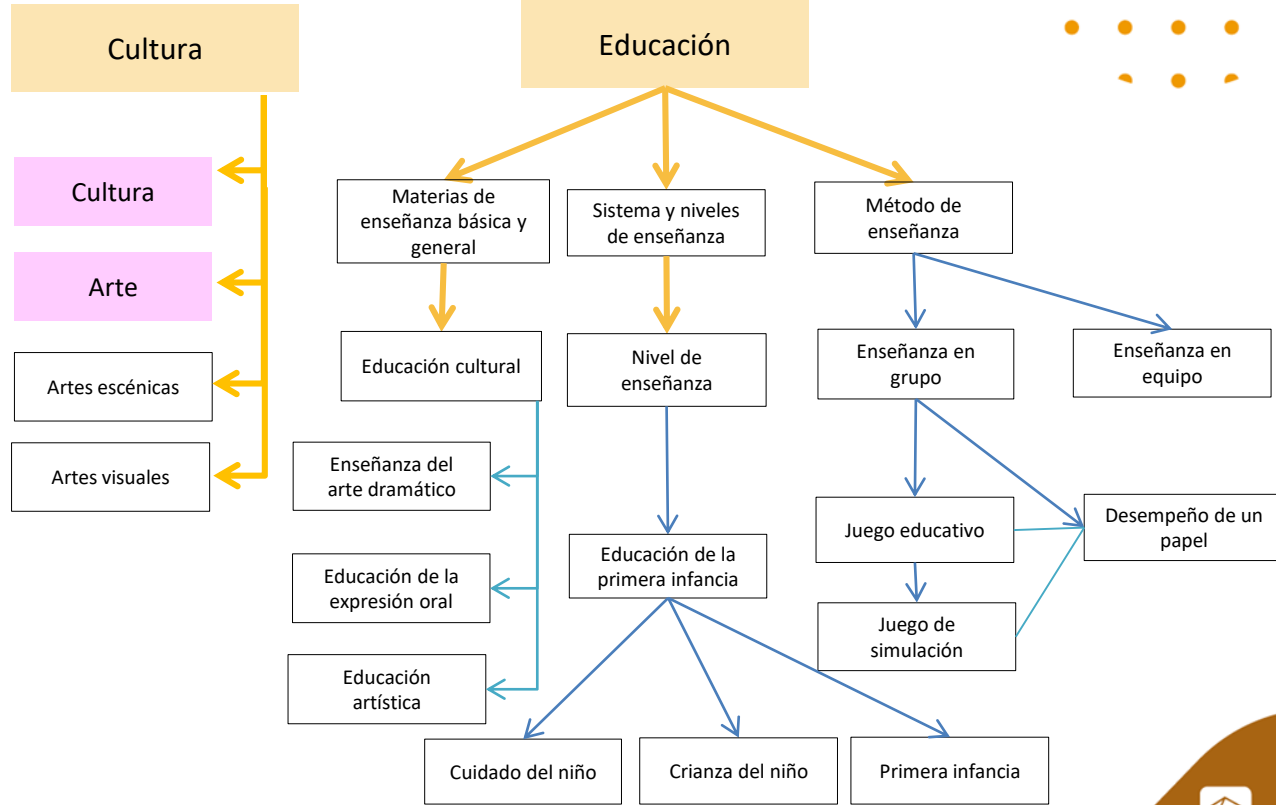 Cultura
Educación
Cultura
Arte
Artes escénicas
Artes visuales
Materias de
enseñanza básica y
general
Sistema y niveles
de enseñanza
Método de
enseñanza
Educación cultural
Nivel de
enseñanza
Enseñanza en
grupo
Enseñanza en
equipo
Enseñanza del
arte dramático
Educación de la
expresión oral
Educación
artística
Educación de la
primera infancia
Juego educativo
Desempeño de un
papel
Juego de
simulación
Cuidado del niño
Crianza del niño
Primera infancia